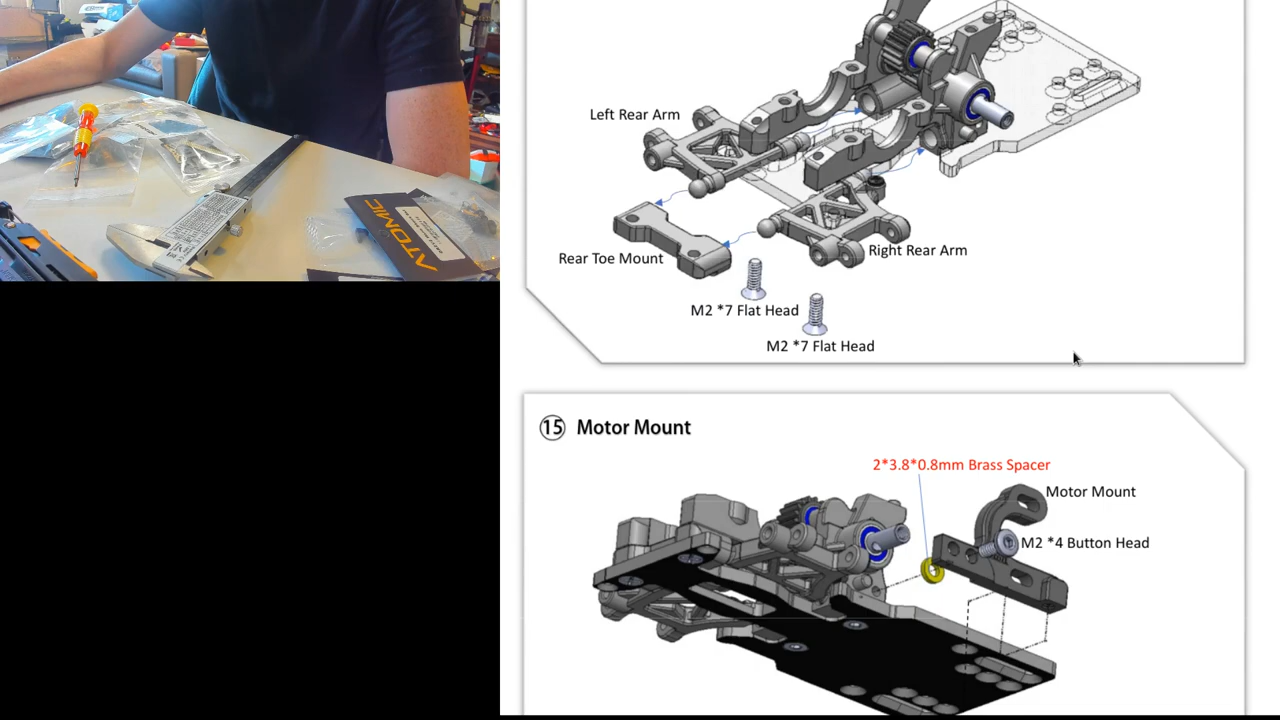 ATOMIC
Left Rear Arm
Rear Toe Mount
Right Rear Arm
M2 *7 Flat Head
M2 *7 Flat Head
15 Motor Mount
2*3.8*0.8mm Brass Spacer
Motor Mount
M2 *4 Button Head